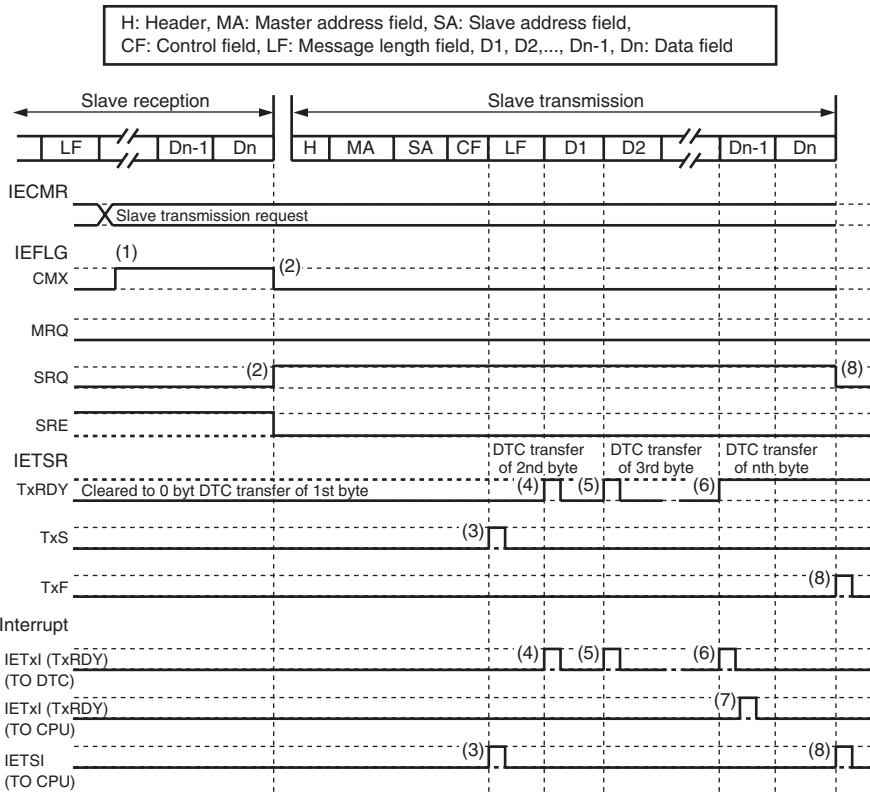 H: Header, MA: Master address field, SA: Slave address field,
CF: Control field, LF: Message length field, D1, D2,..., Dn-1, Dn: Data field
Slave reception
Slave transmission
LF Dn-1 Dn H MA SA CF LF D1 D2 Dn-1 Dn
IECMR
Slave transmission request
IEFLG
(1)
CMX
(2)
MRQ
SRQ
(2)
(8)
SRE
IETSR
DTC transfer of 2nd byte
DTC transfer of 3rd byte
DTC transfer of nth byte
TxRDY
Cleared to 0 byt DTC transfer of 1st byte
(4)
(5)
(6)
TxS
(3)
TxF
(8)
Interrupt
IETxI (TxRDY)
(TO DTC)
(4)
(5)
(6)
IETxI (TxRDY)
(TO CPU)
(7)
IETSI
(TO CPU)
(3)
(8)